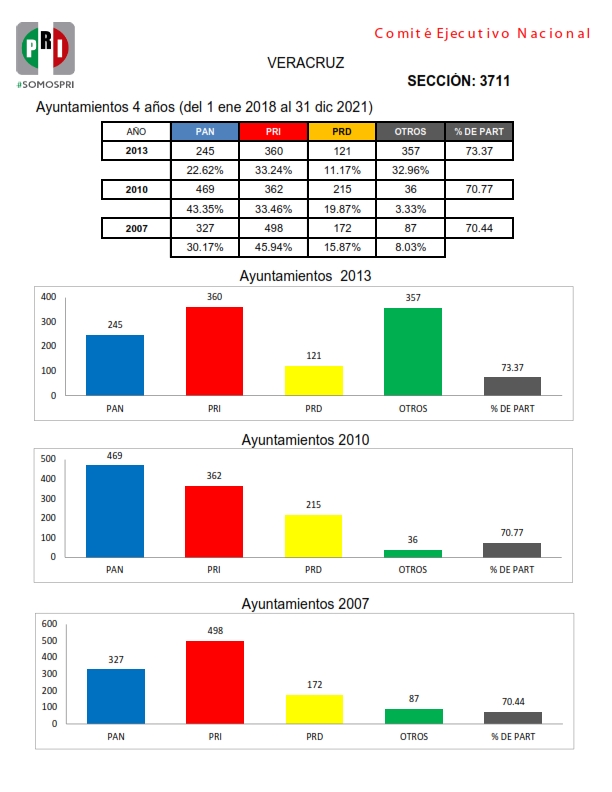 Comité Ejecutivo Nacional
PRI
#SOMOSPRI
VERACRUZ
SECCIÓN: 3711
Ayuntamientos 4 años (del 1 ene 2018 al 31 dic 2021)
AÑO PAN PRI PRD OTROS % DE PART
2013 245 360 121 357 73.37
22.62% 33.24% 11.17% 32.96%
2010 469 362 215 36 70.77
43.35% 33.46% 19.87% 3.33%
2007 327 498 172 87 70.44
30.17% 45.94% 15.87% 8.03%
Ayuntamientos 2013
400
300
200
100
0
245 360 121 357 73.37
PAN PRI PRD OTROS % DE PART
Ayuntamientos 2010
500
400
300
200
100
0
469 362 215 36 70.77
PAN PRI PRD OTROS % DE PART
Ayuntamientos 2007
600
500
400
300
200
100
0
327 498 172 87 70.44
PAN PRI PRD OTROS % DE PART